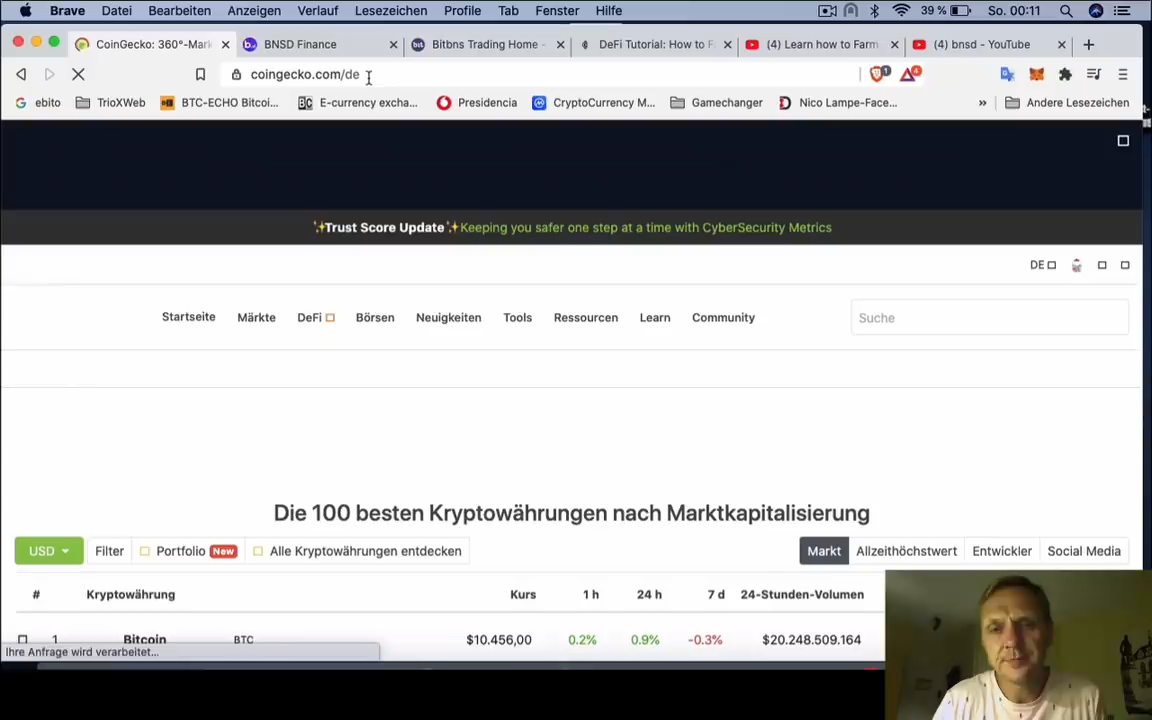 Brave Datei Bearbeiten Anzeigen Verlauf Lesezeichen Profile Tab Fenster Hilfe 39 % So. 00:11
CoinGecko: 360°-Mark BNSD Finance Bitbns Trading Home - DeFi Tutorial: How to F (4) Learn how to Farm (4) bnsd - YouTube
coingecko.com/de 1 4
ebito TrioXWeb BTC-ECHO Bitcoi... E-currency excha... Presidencia CryptoCurrency M... Gamechanger Nico Lampe-Face... » Andere Lesezeichen
✨Trust Score Update✨Keeping you safer one step at a time with CyberSecurity Metrics
DE
Startseite Märkte DeFi Börsen Neuigkeiten Tools Ressourcen Learn Community Suche
Die 100 besten Kryptowährungen nach Marktkapitalisierung
USD Filter Portfolio New Alle Kryptowährungen entdecken Markt Allzeithöchstwert Entwickler Social Media
# Kryptowährung Kurs 1 h 24 h 7 d 24-Stunden-Volumen
1 Bitcoin BTC $10.456,00 0.2% 0.9% -0.3% $20.248.509.164
Ihre Anfrage wird verarbeitet...